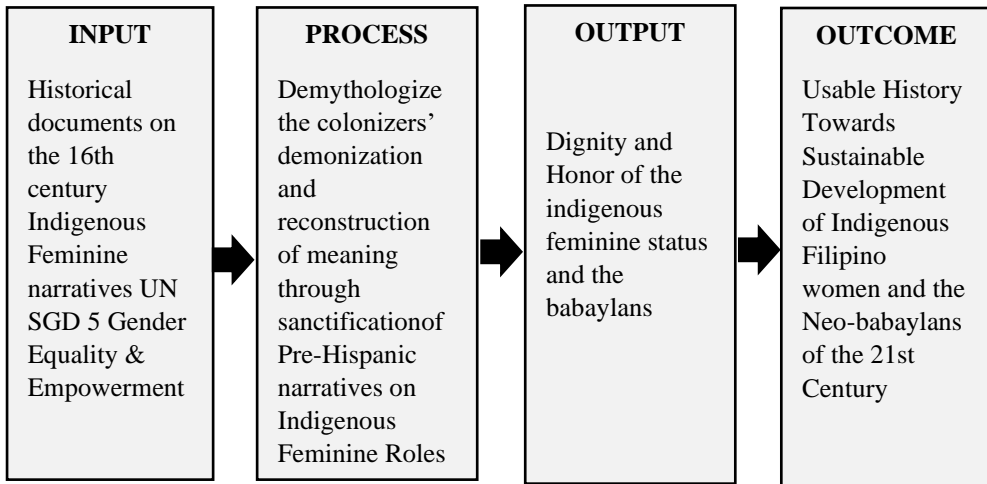 INPUT
Historical
documents on
the 16th
century
Indigenous
Feminine
narratives UN
SGD 5 Gender
Equality &
Empowerment
PROCESS
Demythologize
the colonizers’
demonization
and
reconstruction
of meaning
through
sanctificationof
Pre-Hispanic
narratives on
Indigenous
Feminine Roles
OUTPUT
Dignity and
Honor of the
indigenous
feminine status
and the
babaylans
OUTCOME
Usable History
Towards
Sustainable
Development
of Indigenous
Filipino
women and the
Neo-babaylans
of the 21st
Century